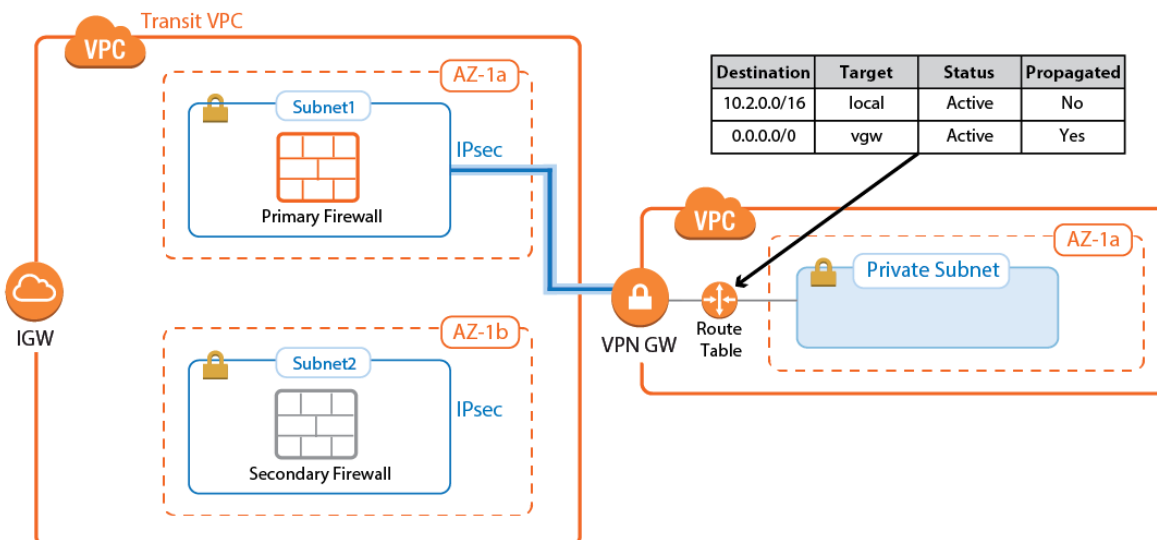 Transit VPC
VPC
AZ-1a
Subnet1
IPsec
Primary Firewall
IGW
AZ-1b
Subnet2
IPsec
Secondary Firewall
Destination Target Status Propagated
10.2.0.0/16 local Active No
0.0.0.0/0 vgw Active Yes
VPC
AZ-1a
Private Subnet
VPN GW
Route
Table